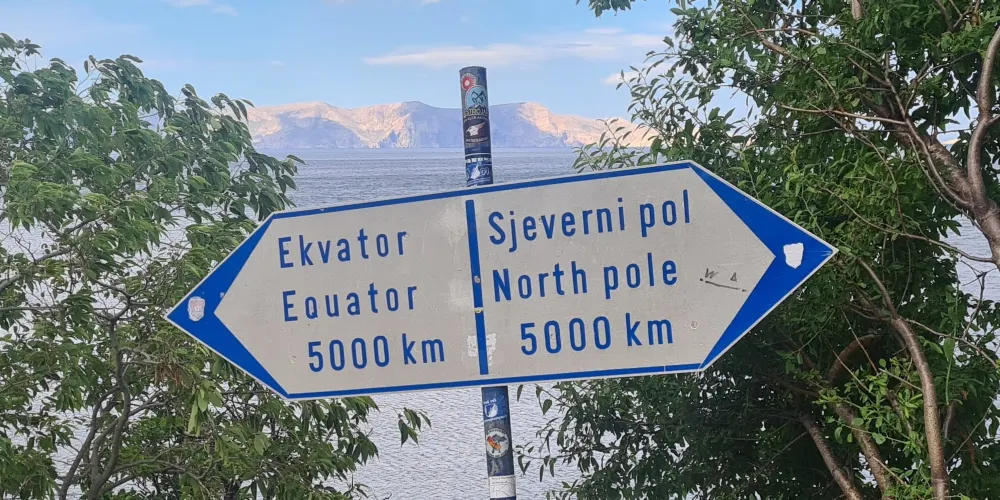 Ekvator
Equator
5000 km
Sjeverni pol
North pole
5000 km